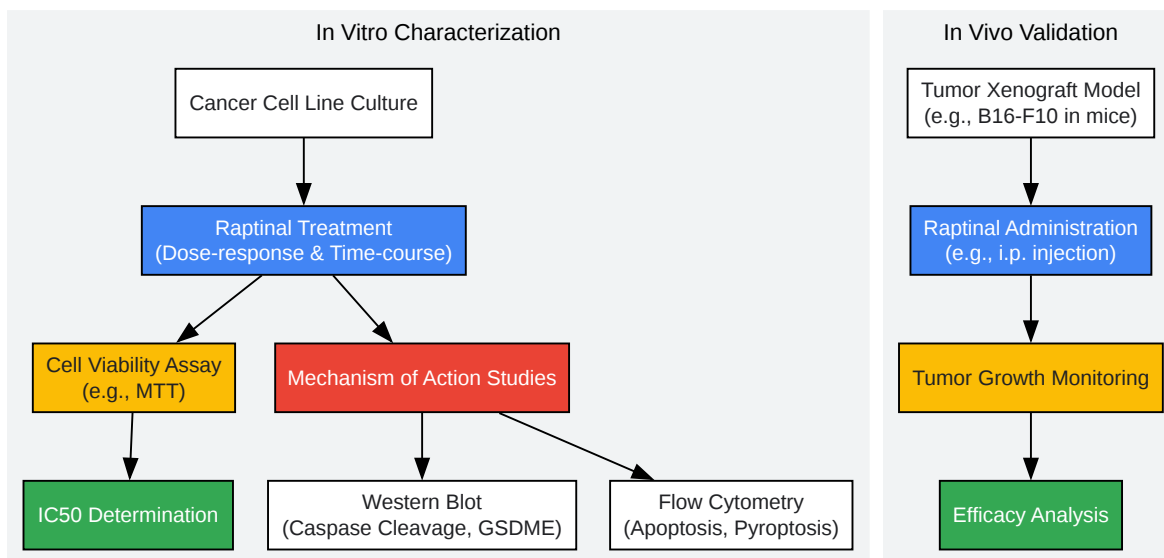 In Vitro Characterization
Cancer Cell Line Culture
Raptinal Treatment
(Dose-response & Time-course)
Cell Viability Assay
(e.g., MTT)
Mechanism of Action Studies
IC50 Determination
Western Blot
(Caspase Cleavage, GSDME)
Flow Cytometry
(Apoptosis, Pyroptosis)
In Vivo Validation
Tumor Xenograft Model
(e.g., B16-F10 in mice)
Raptinal Administration
(e.g., i.p. injection)
Tumor Growth Monitoring
Efficacy Analysis